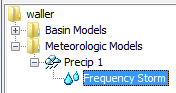 waller
Basin Models
Meteorologic Models
Precip 1
Frequency Storm